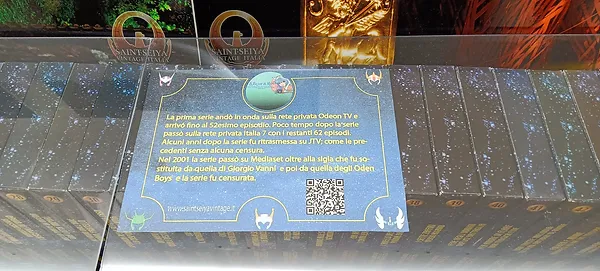 SAINTSEIYA
VINTAGE ITALIA
SAINTSEIYA
VINTAGE ITALIA
La prima serie andò in onda sulla rete privata Odeon TV e
arrivò fino al 52esimo episodio. Poco tempo dopo la serie
passò sulla rete privata Italia 7 con i restanti 62 episodi.
Alcuni anni dopo la serie fu ritrasmessa su JTV, come le pre-
cedenti senza alcuna censura.
Nel 2001 la serie passò su Mediaset oltre alla sigla che fu so-
stituita da quella di Giorgio Vanni e poi da quella degli Oden
Boys e la serie fu censurata.
www.saintseiyavintage.it